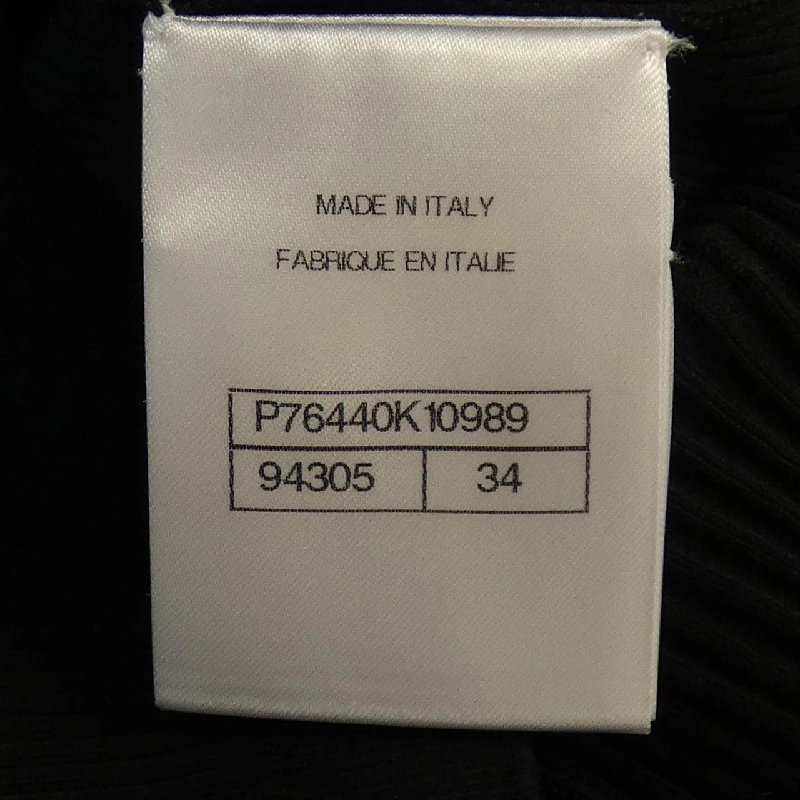 MADE IN ITALY
FABRIQUE EN ITALIE
P76440K10989
94305 34